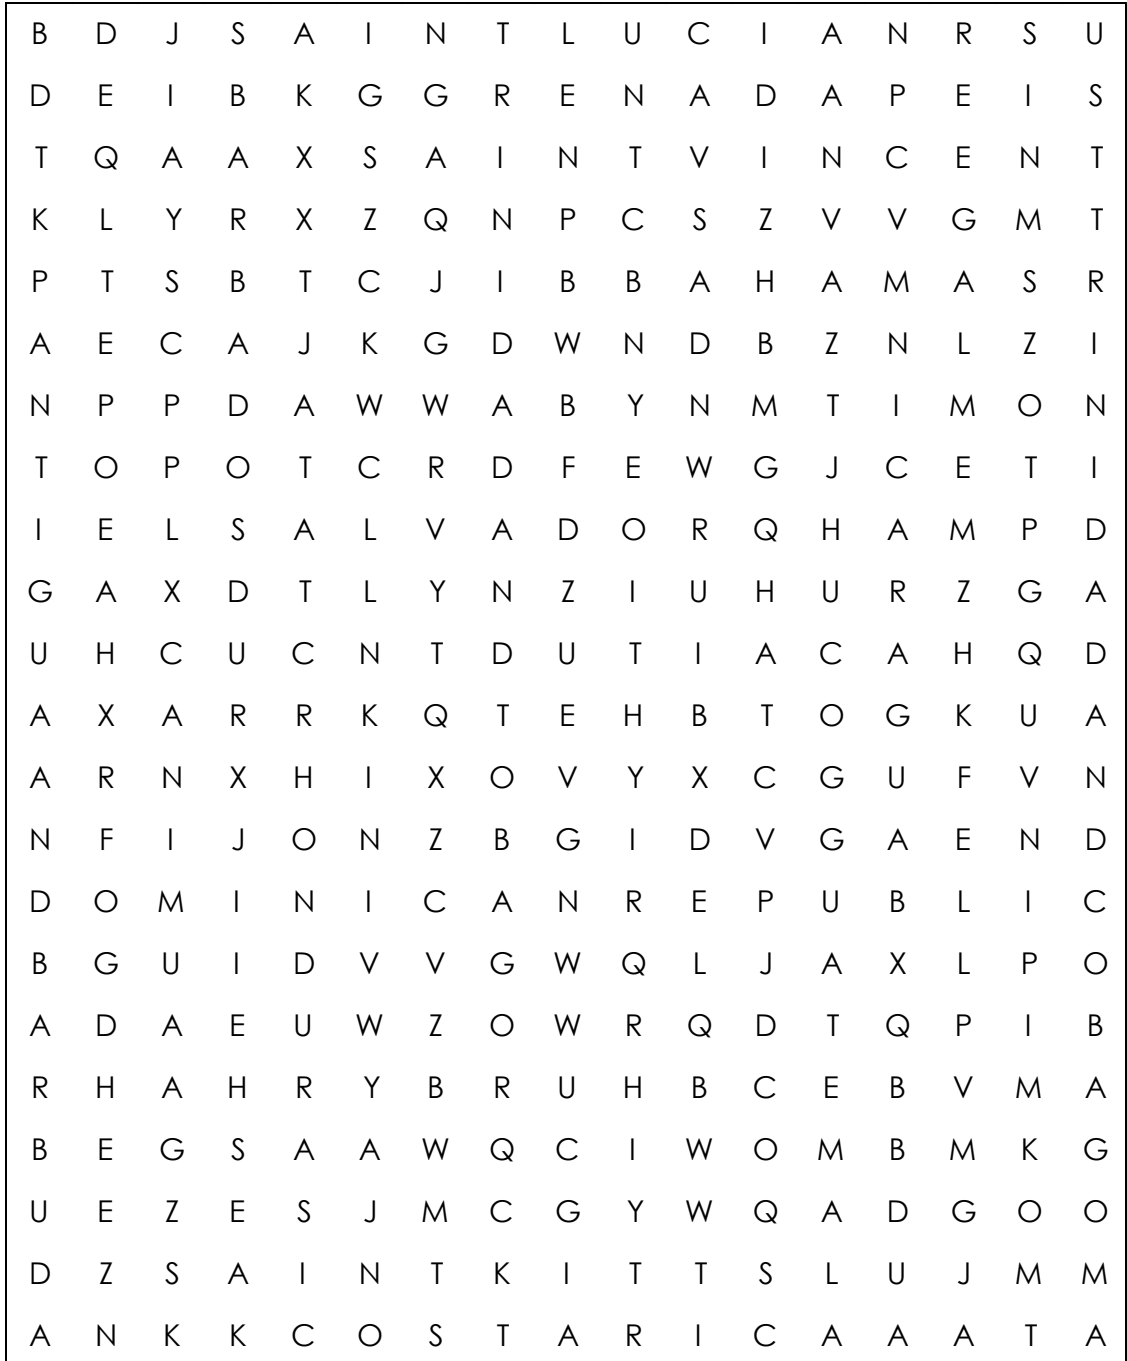 B D J S A I N T L U C I A N R S U
D E I B K G G R E N A D A P E I S
T Q A A X S A I N T V I N C E N T
K L Y R X Z Q N P C S Z V V G M T
P T S B T C J I B B A H A M A S R
A E C A J K G D W N D B Z N L Z I
N P P D A W W A B Y N M T I M O N
T O P O T C R D F E W G J C E T I
I E L S A L V A D O R Q H A M P D
G A X D T L Y N Z I U H U R Z G A
U H C U C N T D U T I A C A H Q D
A X A R R K Q T E H B T O G K U A
A R N X H I X O V Y X C G U F V N
N F I J O N Z B G I D V G A E N D
D O M I N I C A N R E P U B L I C
B G U I D V V G W Q L J A X L P O
A D A E U W Z O W R Q D T Q P I B
R H A H R Y B R U H B C E B V M A
B E G S A A W Q C I W O M B M K G
U E Z E S J M C G Y W Q A D G O O
D Z S A I N T K I T T S L U J M M
A N K K C O S T A R I C A A A T A